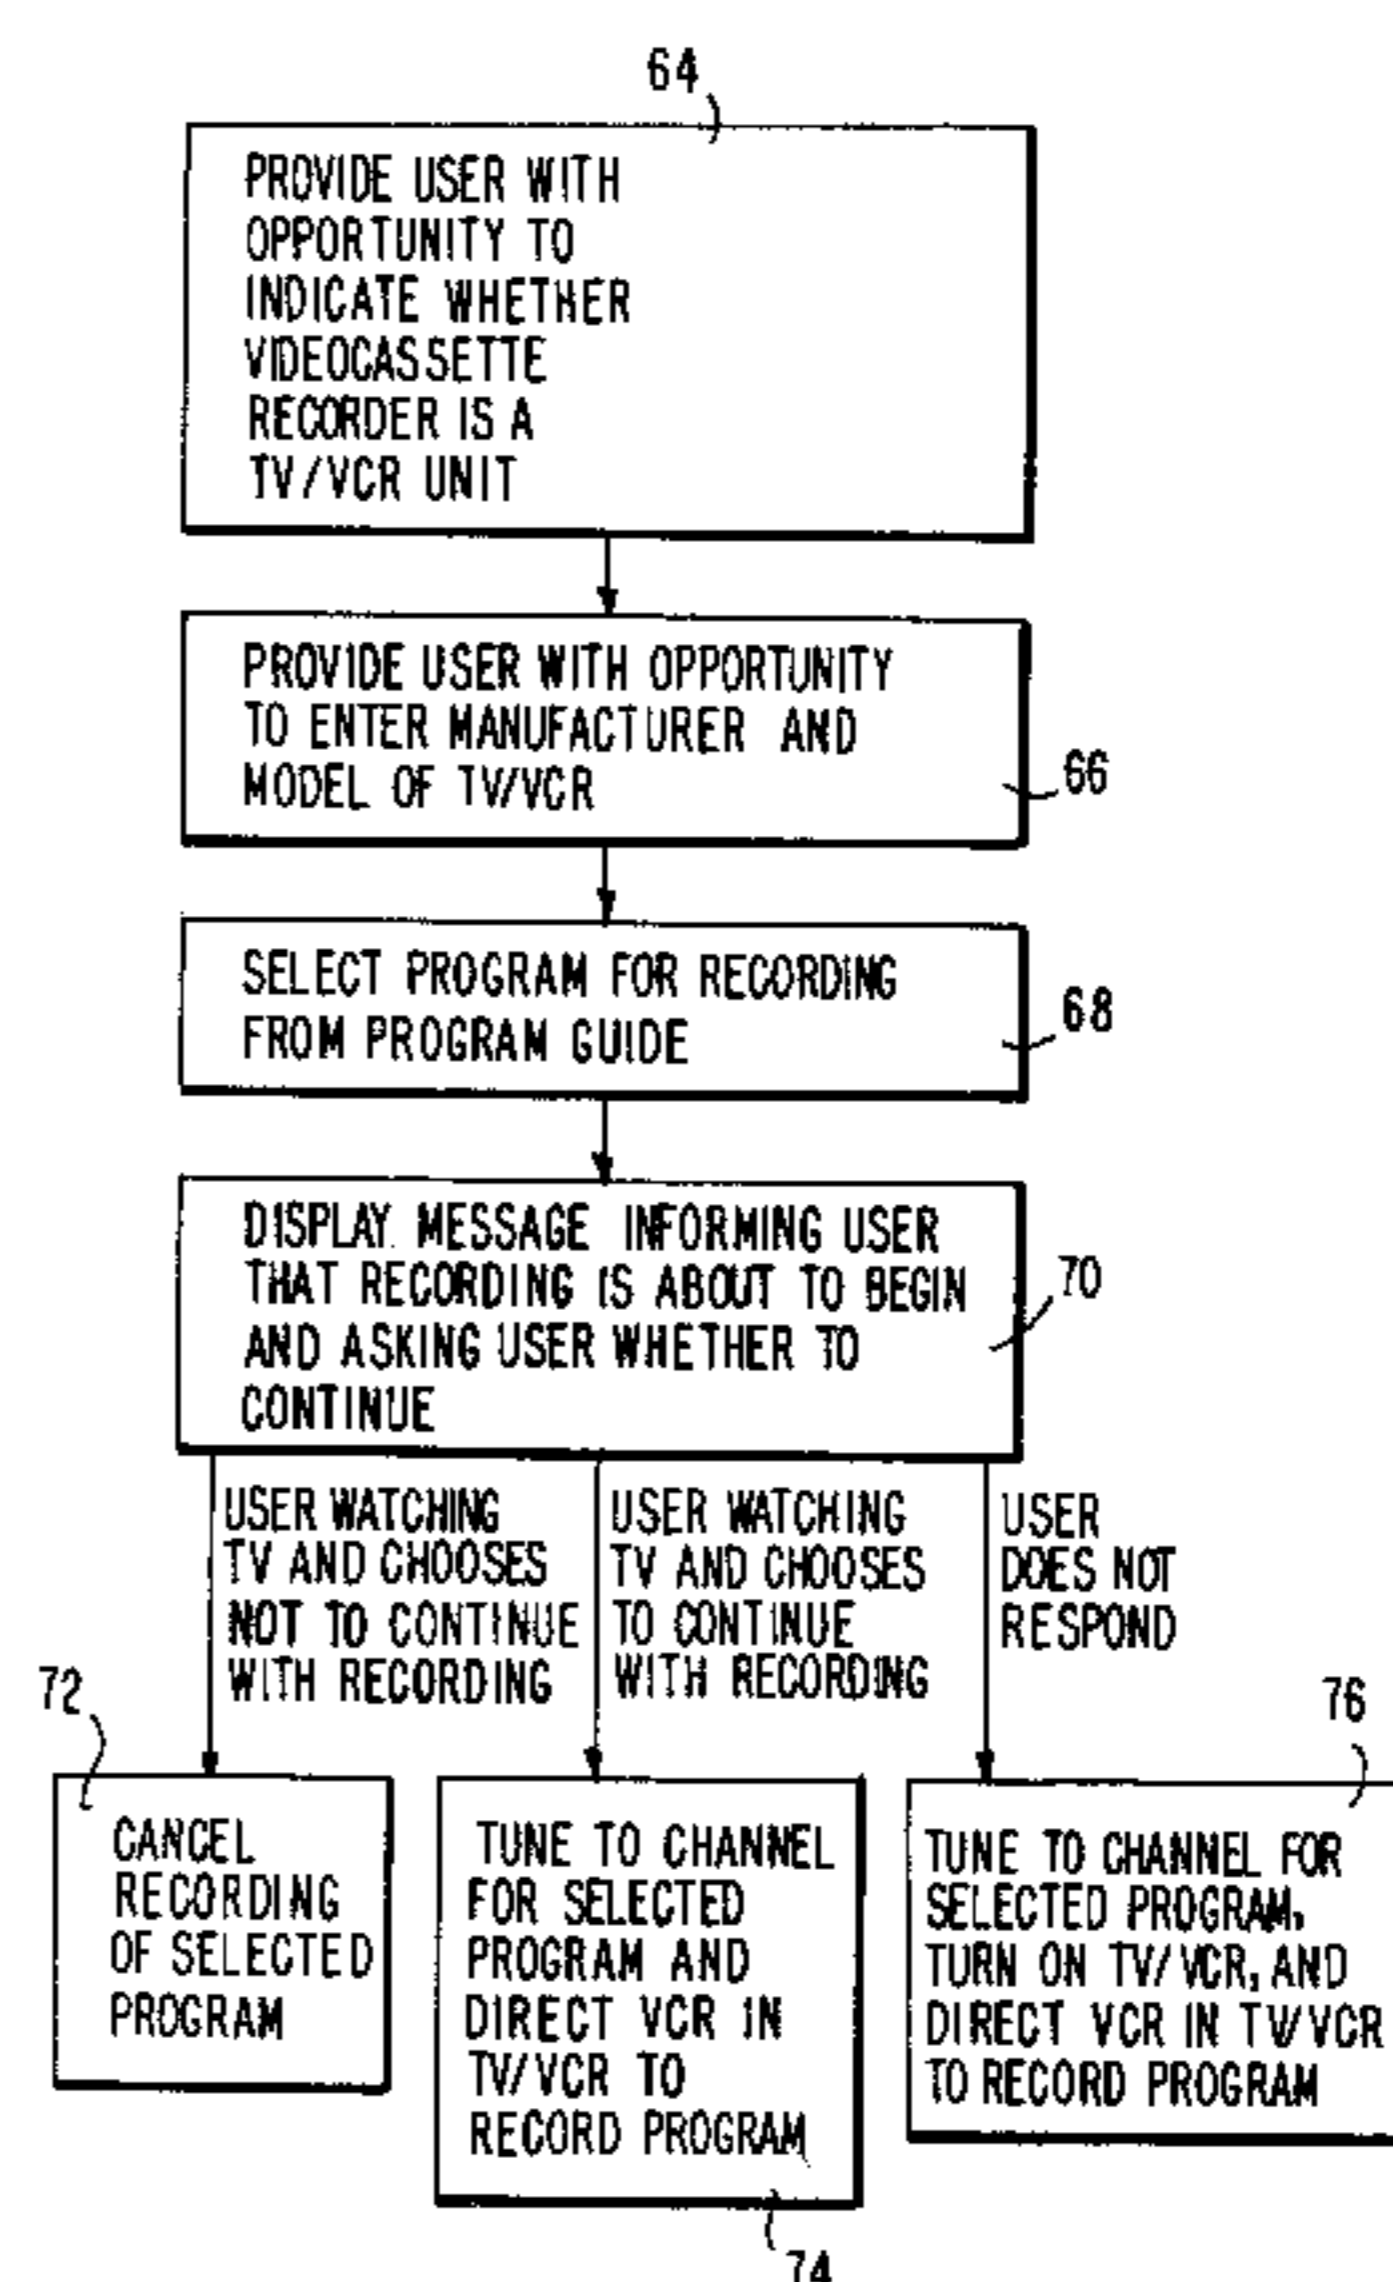 64
PROVIDE USER WITH
OPPORTUNITY TO
INDICATE WHETHER
VIDEOCASSETTE
RECORDER IS A
TV/VCR UNIT
PROVIDE USER WITH OPPORTUNITY
TO ENTER MANUFACTURER AND
MODEL OF TV/VCR
66
SELECT PROGRAM FOR RECORDING
FROM PROGRAM GUIDE
68
DISPLAY MESSAGE INFORMING USER
THAT RECORDING IS ABOUT TO BEGIN
AND ASKING USER WHETHER TO
CONTINUE
70
USER WATCHING
TV AND CHOOSES
NOT TO CONTINUE
WITH RECORDING
USER WATCHING
TV AND CHOOSES
TO CONTINUE
WITH RECORDING
USER
DOES NOT
RESPOND
72
CANCEL
RECORDING
OF SELECTED
PROGRAM
TUNE TO CHANNEL
FOR SELECTED
PROGRAM AND
DIRECT VCR IN
TV/VCR TO
RECORD PROGRAM
74
76
TUNE TO CHANNEL FOR
SELECTED PROGRAM,
TURN ON TV/VCR, AND
DIRECT VCR IN TV/VCR
TO RECORD PROGRAM